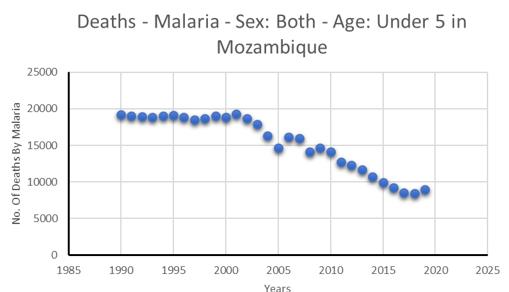 Deaths - Malaria - Sex: Both - Age: Under 5 in
Mozambique
25000
20000
15000
10000
5000
0
No. Of Deaths By Malaria
1985 1990 1995 2000 2005 2010 2015 2020 2025
Years